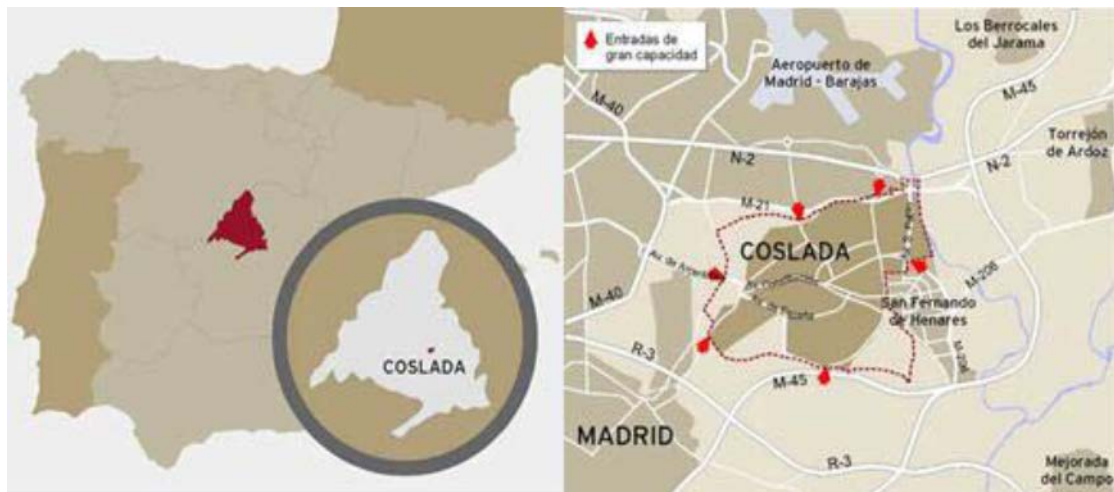 COSLADA
Entradas de
gran capacidad
Aeropuerto de
Madrid - Barajas
Los Berrocales
del Jarama
M-40
M-45
Torrejón
de Ardoz
N-2
N-2
M-21
COSLADA
M-206
M-40
San Fernando
de Henares
M-206
R-3
M-45
MADRID
R-3
Mejorada
del Campo